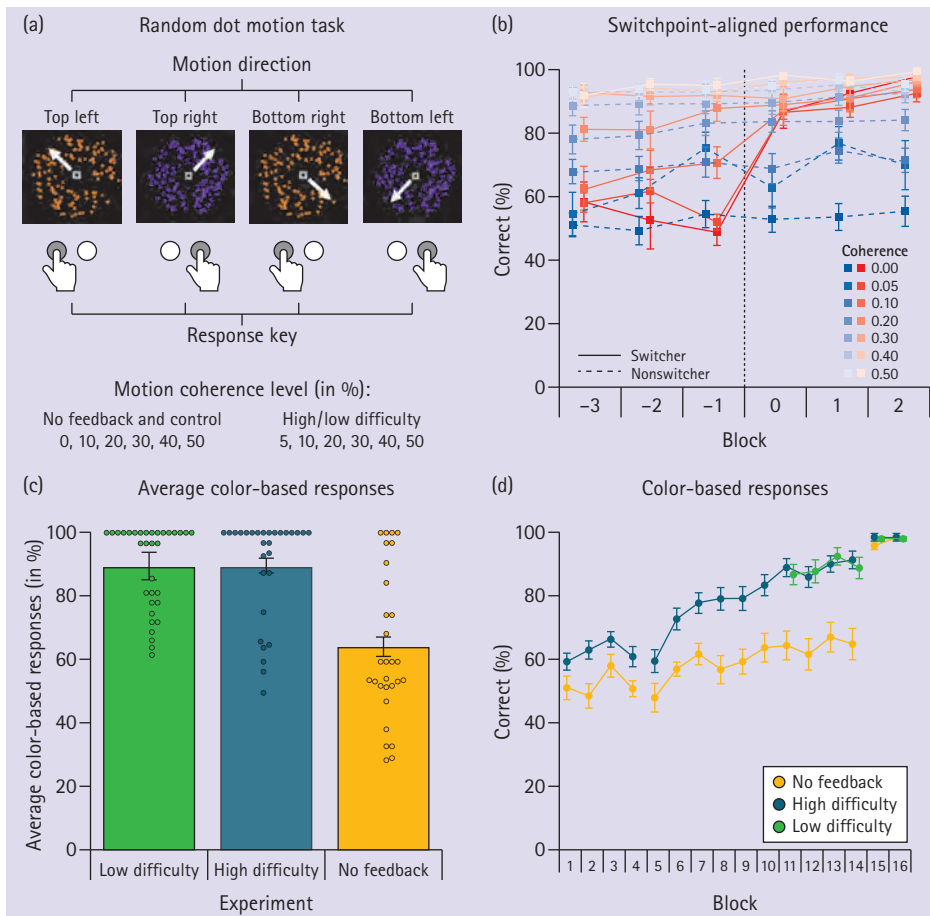 (a) Random dot motion task
Motion direction
Top left Top right Bottom right Bottom left
Response key
Motion coherence level (in %):
No feedback and control High/low difficulty
0, 10, 20, 30, 40, 50 5, 10, 20, 30, 40, 50
(b) Switchpoint-aligned performance
Correct (%)
100
80
60
40
20
0
Coherence
0.00
0.05
0.10
0.20
0.30
0.40
0.50
Switcher
Nonswitcher
−3 −2 −1 0 1 2
Block
(c) Average color-based responses
Average color-based responses (in %)
100
80
60
40
20
0
Low difficulty High difficulty No feedback
Experiment
(d) Color-based responses
Correct (%)
100
80
60
40
20
0
No feedback
High difficulty
Low difficulty
1 2 3 4 5 6 7 8 9 10 11 12 13 14 15 16
Block